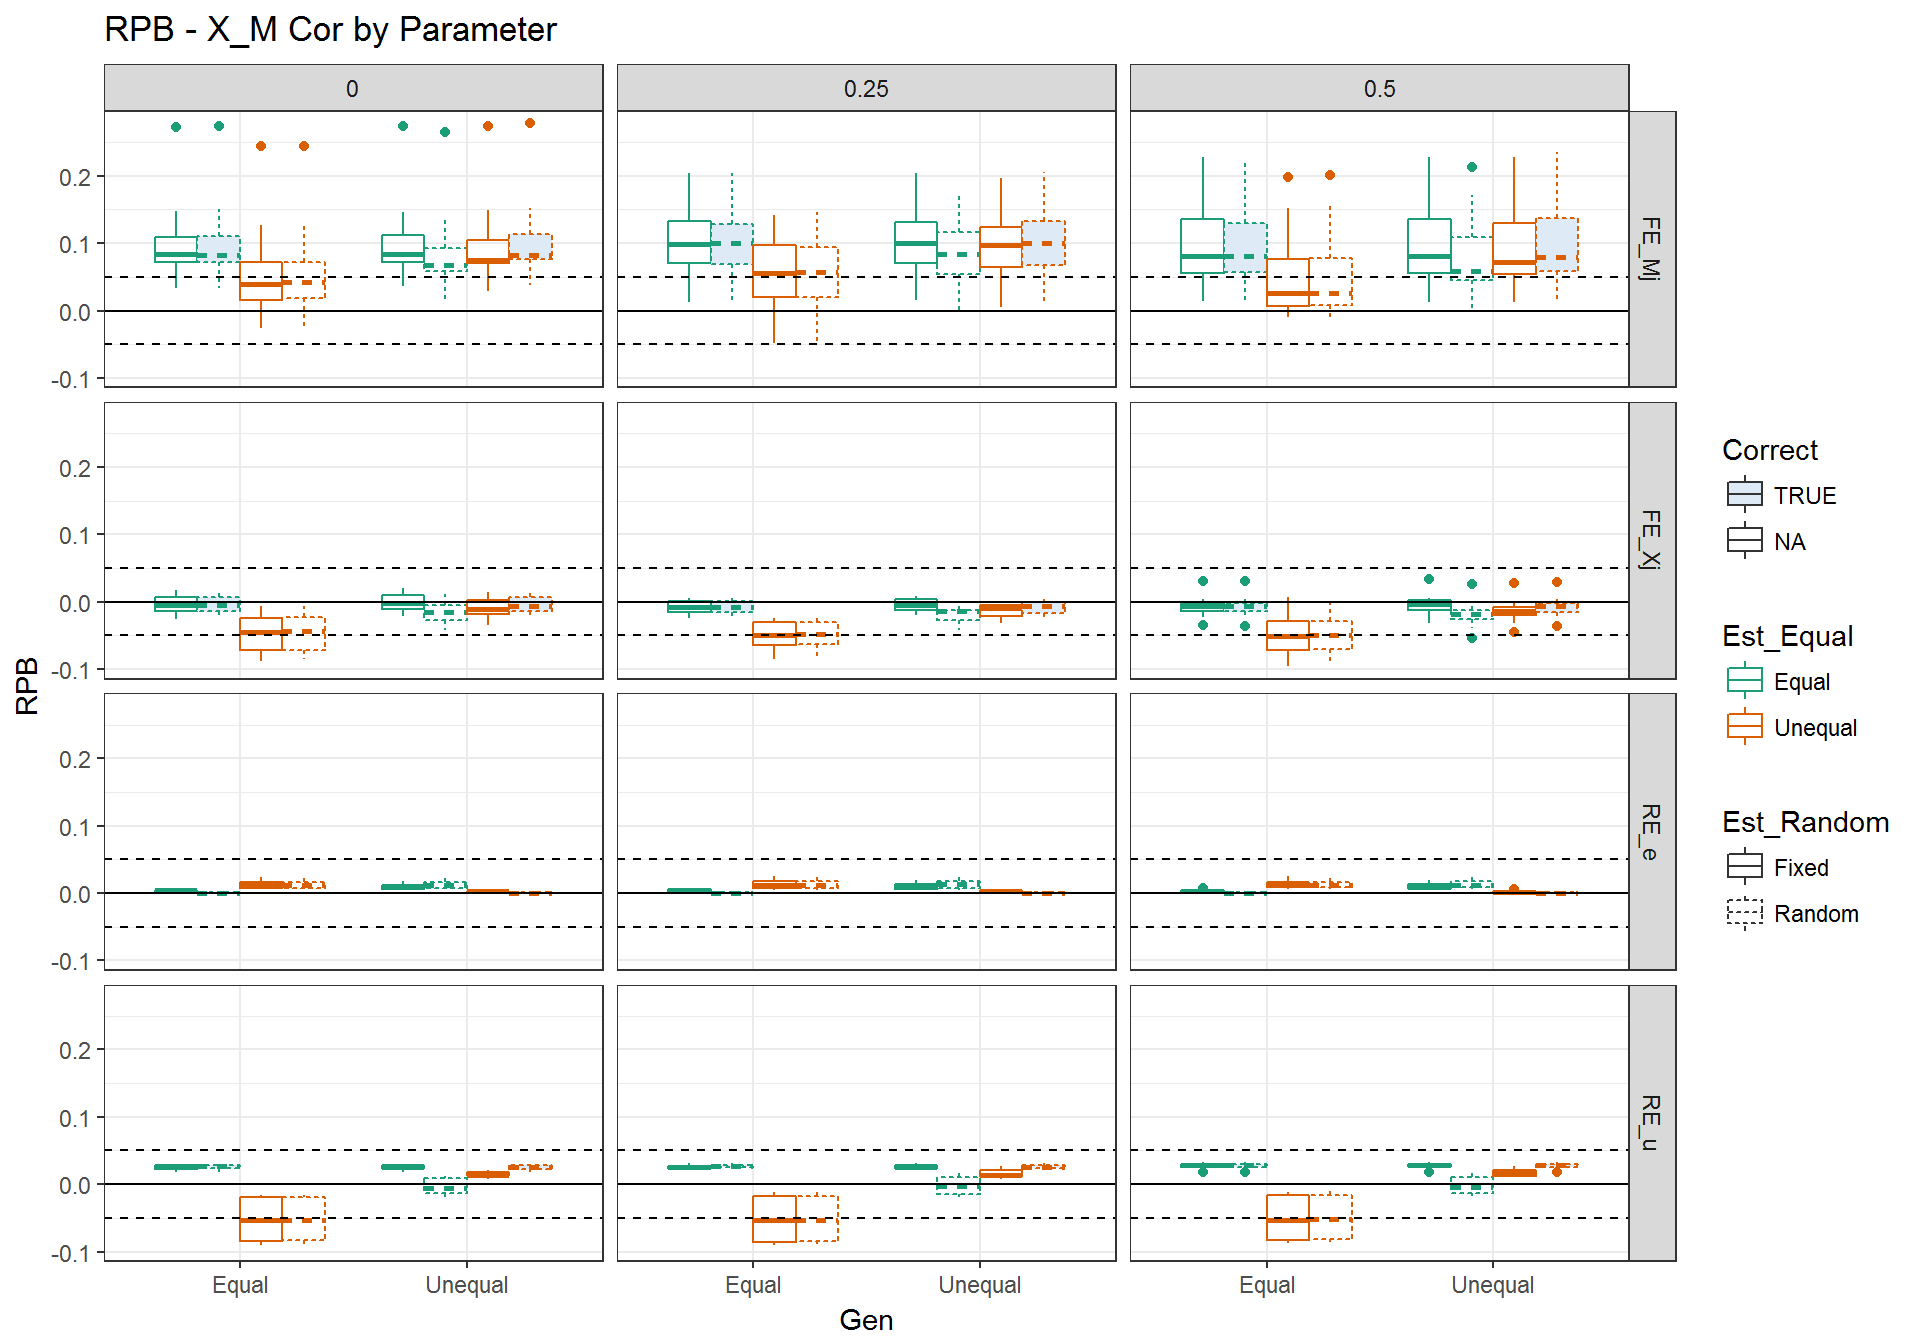 RPB - X_M Cor by Parameter
0
0.25
0.5
0.2
0.1
0.0
-0.1
FE_Mj
0.2
0.1
0.0
-0.1
FE_Xj
0.2
0.1
0.0
-0.1
RE_e
0.2
0.1
0.0
-0.1
RE_u
RPB
Equal
Unequal
Equal
Unequal
Equal
Unequal
Gen
Correct
TRUE
NA
Est_Equal
Equal
Unequal
Est_Random
Fixed
Random